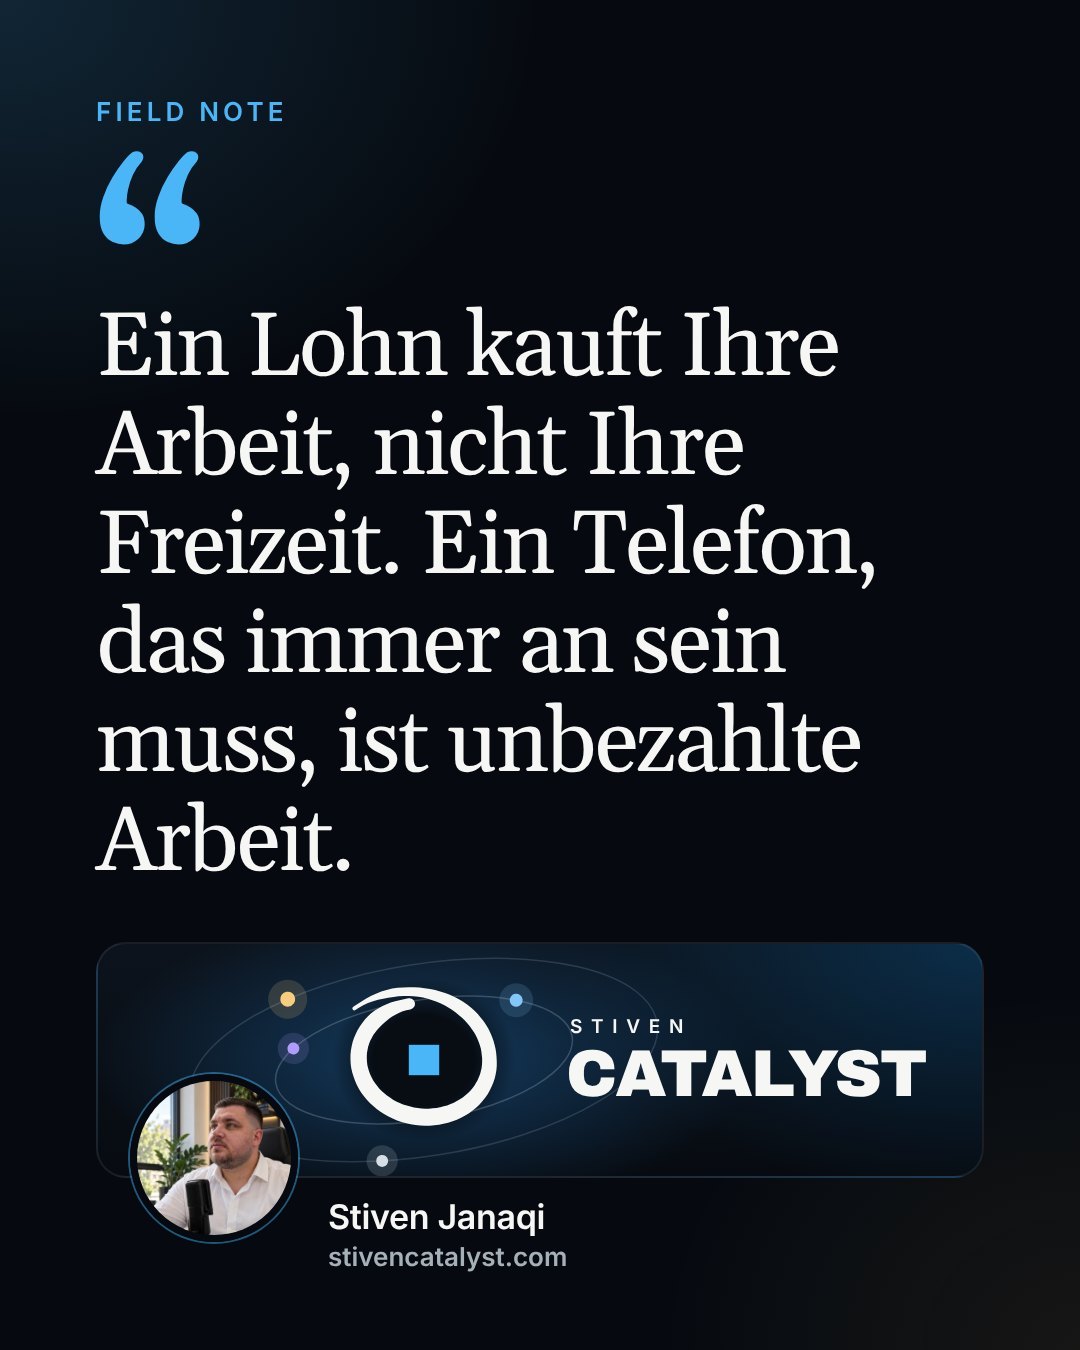 FIELD NOTE
“
Ein Lohn kauft Ihre
Arbeit, nicht Ihre
Freizeit. Ein Telefon,
das immer an sein
muss, ist unbezahlte
Arbeit.
STIVEN
CATALYST
Stiven Janaqi
stivencatalyst.com